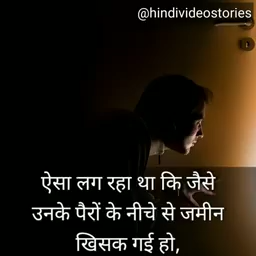 @hindivideostories
ऐसा लग रहा था कि जैसे
उनके पैरों के नीचे से जमीन
खिसक गई हो,